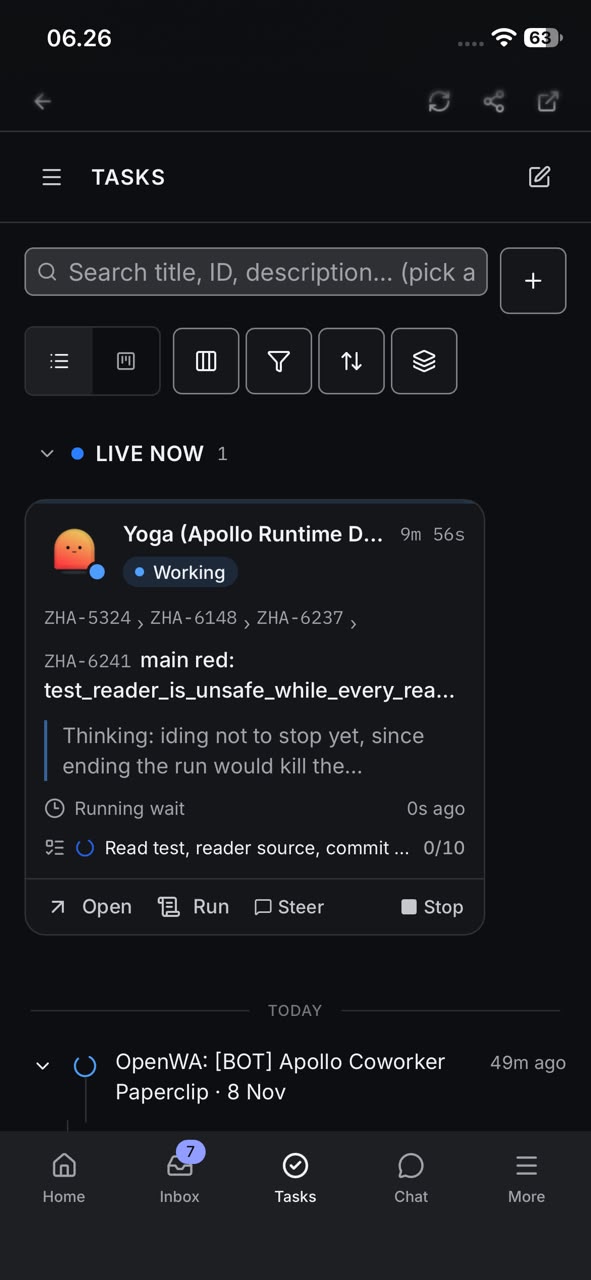 06.26
63
TASKS
Search title, ID, description... (pick a
LIVE NOW 1
Yoga (Apollo Runtime D... 9m 56s
Working
ZHA-5324 › ZHA-6148 › ZHA-6237 ›
ZHA-6241 main red:
test_reader_is_unsafe_while_every_rea...
Thinking: iding not to stop yet, since
ending the run would kill the...
Running wait 0s ago
Read test, reader source, commit ... 0/10
Open Run Steer Stop
TODAY
OpenWA: [BOT] Apollo Coworker 49m ago
Paperclip · 8 Nov
7
Home Inbox Tasks Chat More